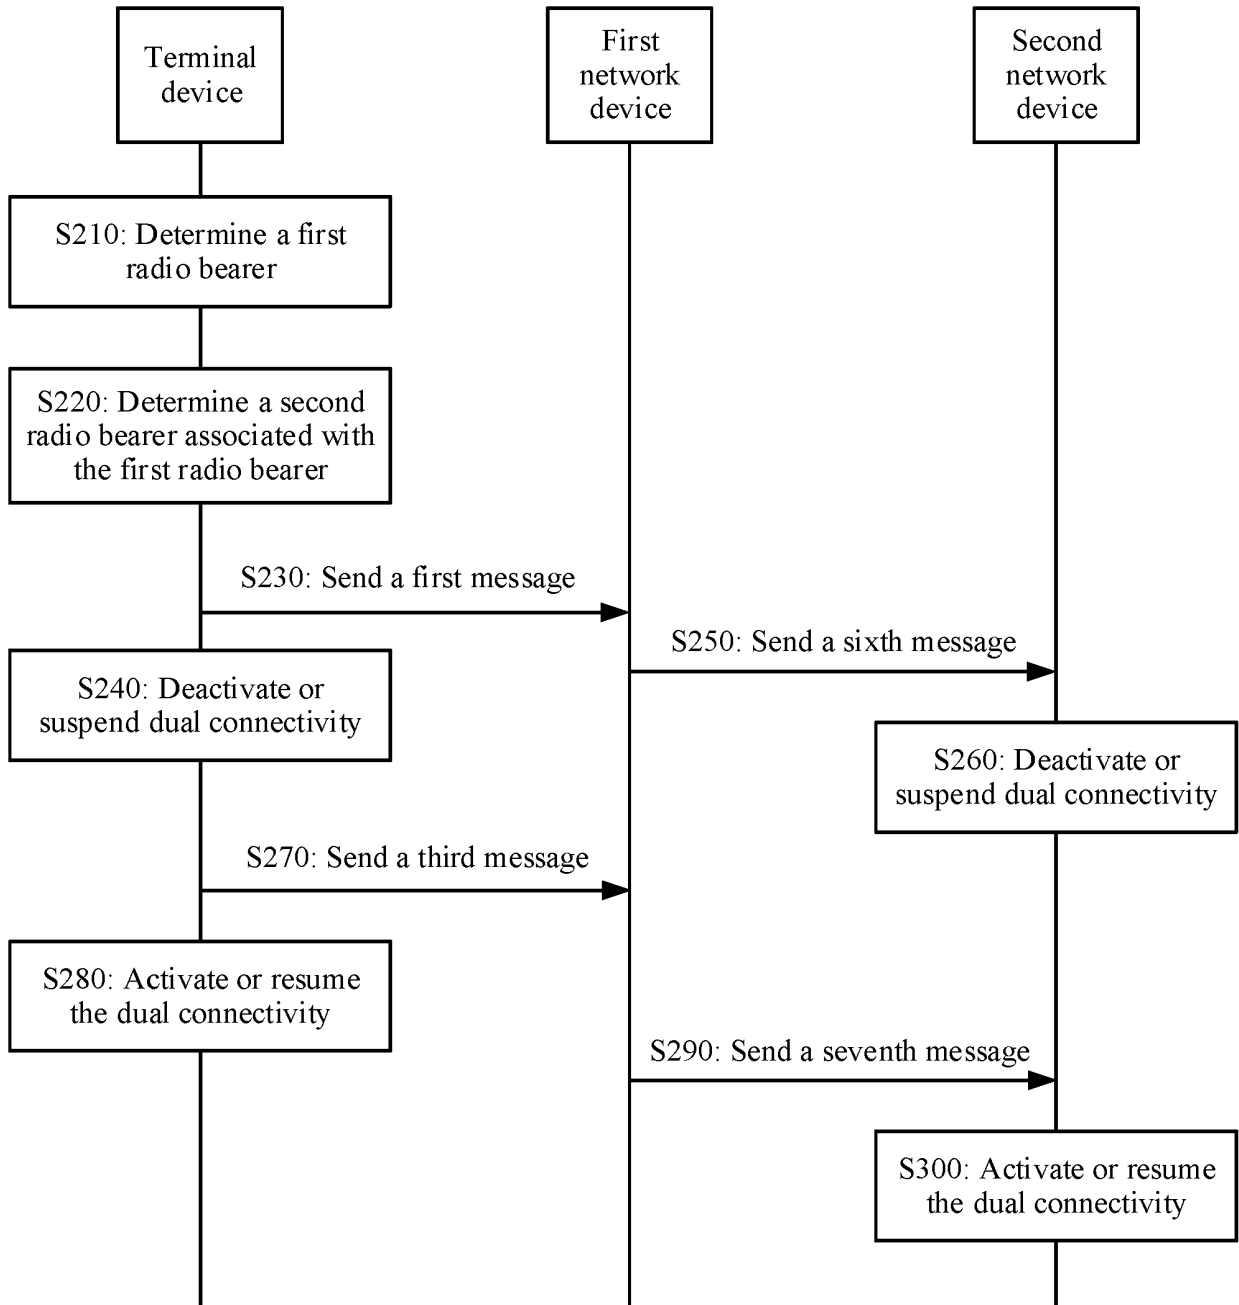 Terminal
device
First
network
device
Second
network
device
S210: Determine a first
radio bearer
S220: Determine a second
radio bearer associated with
the first radio bearer
S230: Send a first message
S250: Send a sixth message
S240: Deactivate or
suspend dual connectivity
S260: Deactivate or
suspend dual connectivity
S270: Send a third message
S280: Activate or resume
the dual connectivity
S290: Send a seventh message
S300: Activate or resume
the dual connectivity